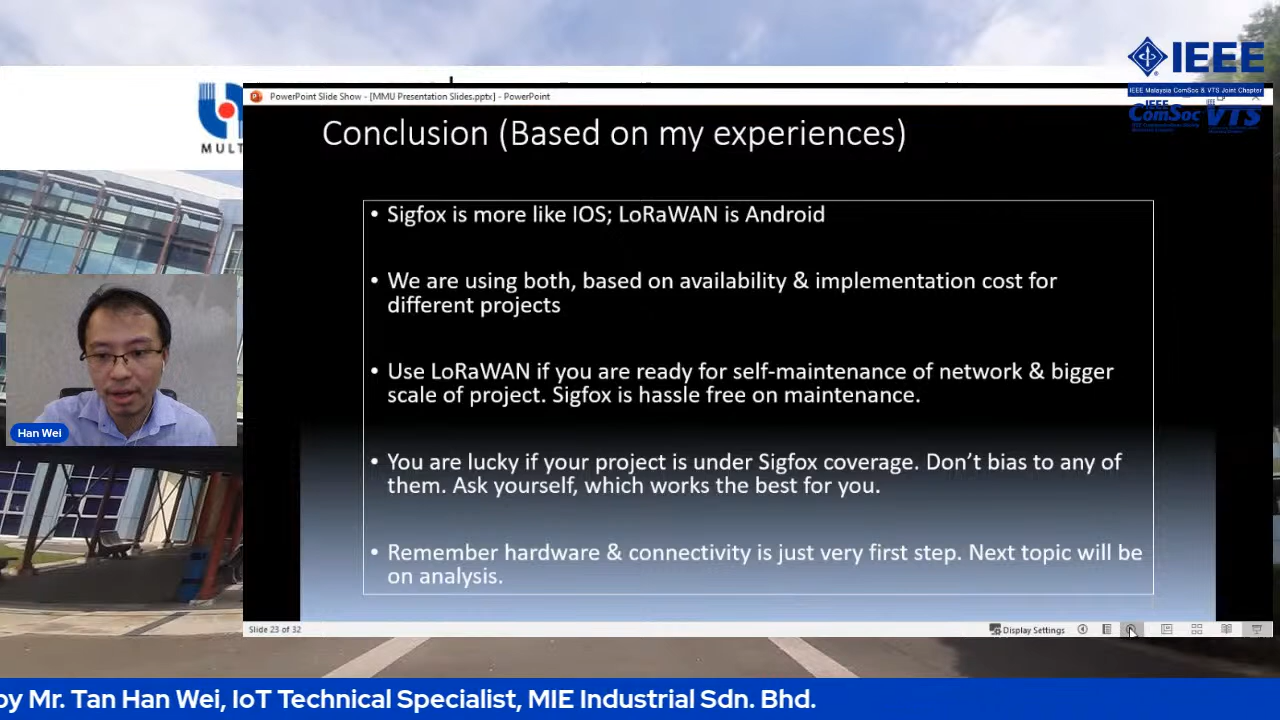 IEEE
IEEE Malaysia ComSoc & VTS Joint Chapter
IEEE
ComSoc
VTS
MULT
PowerPoint Slide Show - [MMU Presentation Slides.pptx] - PowerPoint
Conclusion (Based on my experiences)
• Sigfox is more like IOS; LoRaWAN is Android
• We are using both, based on availability & implementation cost for
different projects
• Use LoRaWAN if you are ready for self-maintenance of network & bigger
scale of project. Sigfox is hassle free on maintenance.
• You are lucky if your project is under Sigfox coverage. Don’t bias to any of
them. Ask yourself, which works the best for you.
• Remember hardware & connectivity is just very first step. Next topic will be
on analysis.
Han Wei
Slide 23 of 32
Display Settings
by Mr. Tan Han Wei, IoT Technical Specialist, MIE Industrial Sdn. Bhd.